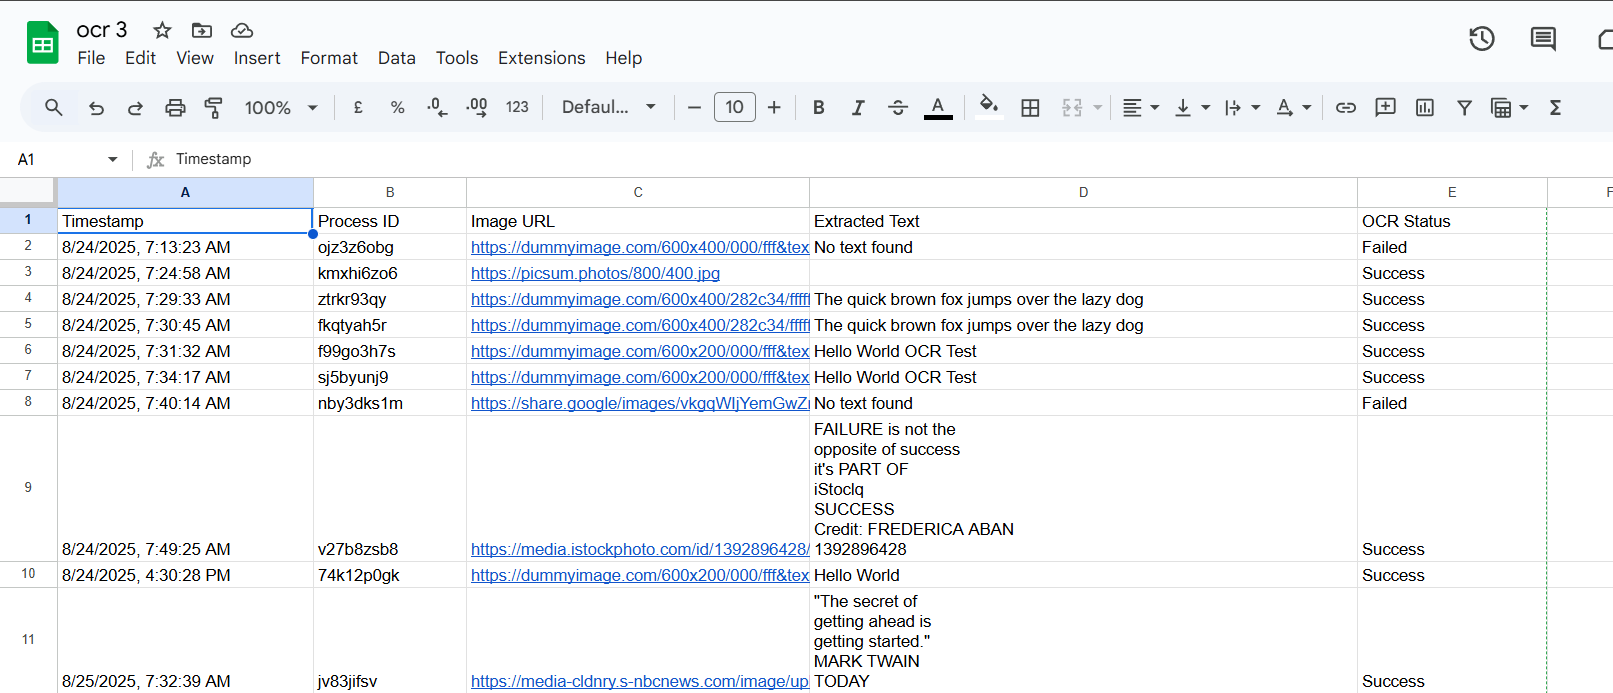 ocr 3
File Edit View Insert Format Data Tools Extensions Help
100% £ % .0 .00 123 Defaul... 10 B I A A Σ
A1 fx Timestamp
A B C D E F
1 Timestamp Process ID Image URL Extracted Text OCR Status
2 8/24/2025, 7:13:23 AM ojz3z6obg https://dummyimage.com/600x400/000/fff&tex No text found Failed
3 8/24/2025, 7:24:58 AM kmxhi6zo6 https://picsum.photos/800/400.jpg Success
4 8/24/2025, 7:29:33 AM ztrkr93qy https://dummyimage.com/600x400/282c34/fffff The quick brown fox jumps over the lazy dog Success
5 8/24/2025, 7:30:45 AM fkqtyah5r https://dummyimage.com/600x400/282c34/fffff The quick brown fox jumps over the lazy dog Success
6 8/24/2025, 7:31:32 AM f99go3h7s https://dummyimage.com/600x200/000/fff&tex Hello World OCR Test Success
7 8/24/2025, 7:34:17 AM sj5byunj9 https://dummyimage.com/600x200/000/fff&tex Hello World OCR Test Success
8 8/24/2025, 7:40:14 AM nby3dks1m https://share.google/images/vkgqWIjYemGwZ No text found Failed
FAILURE is not the
opposite of success
it's PART OF
iStoclq
9 SUCCESS
Credit: FREDERICA ABAN
8/24/2025, 7:49:25 AM v27b8zsb8 https://media.istockphoto.com/id/1392896428/ 1392896428 Success
10 8/24/2025, 4:30:28 PM 74k12p0gk https://dummyimage.com/600x200/000/fff&tex Hello World Success
"The secret of
getting ahead is
11 getting started."
MARK TWAIN
8/25/2025, 7:32:39 AM jv83jifsv https://media-cldnry.s-nbcnews.com/image/up TODAY Success